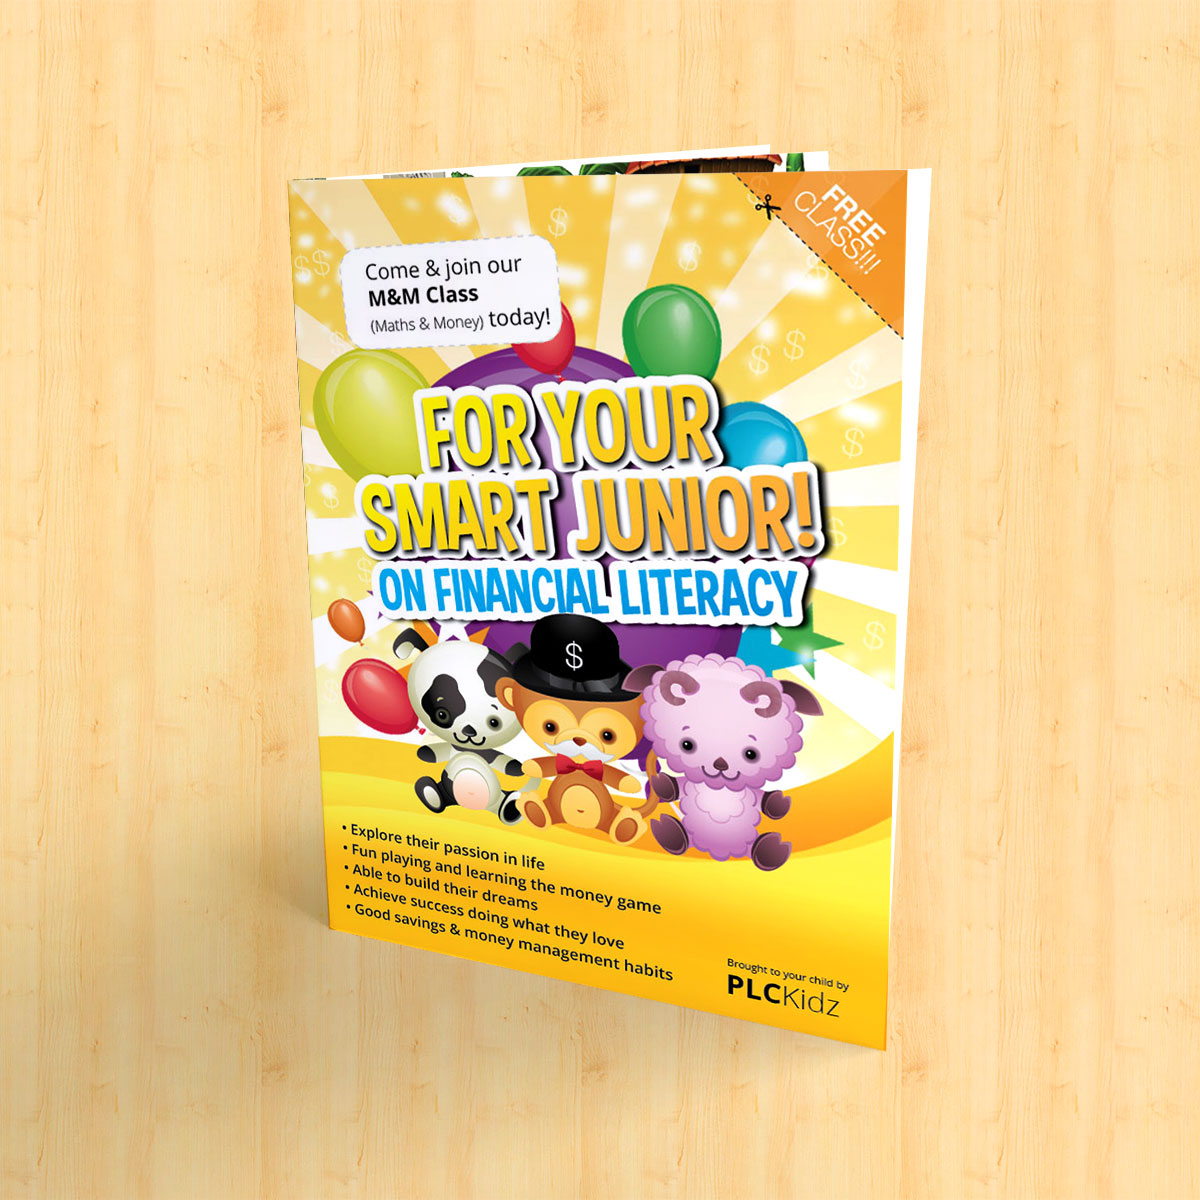 FREE
CLASS!!!
Come & join our
M&M Class
(Maths & Money) today!
FOR YOUR
SMART JUNIOR!
ON FINANCIAL LITERACY
$
• Explore their passion in life
• Fun playing and learning the money game
• Able to build their dreams
• Achieve success doing what they love
• Good savings & money management habits
Brought to your child by
PLCKidz